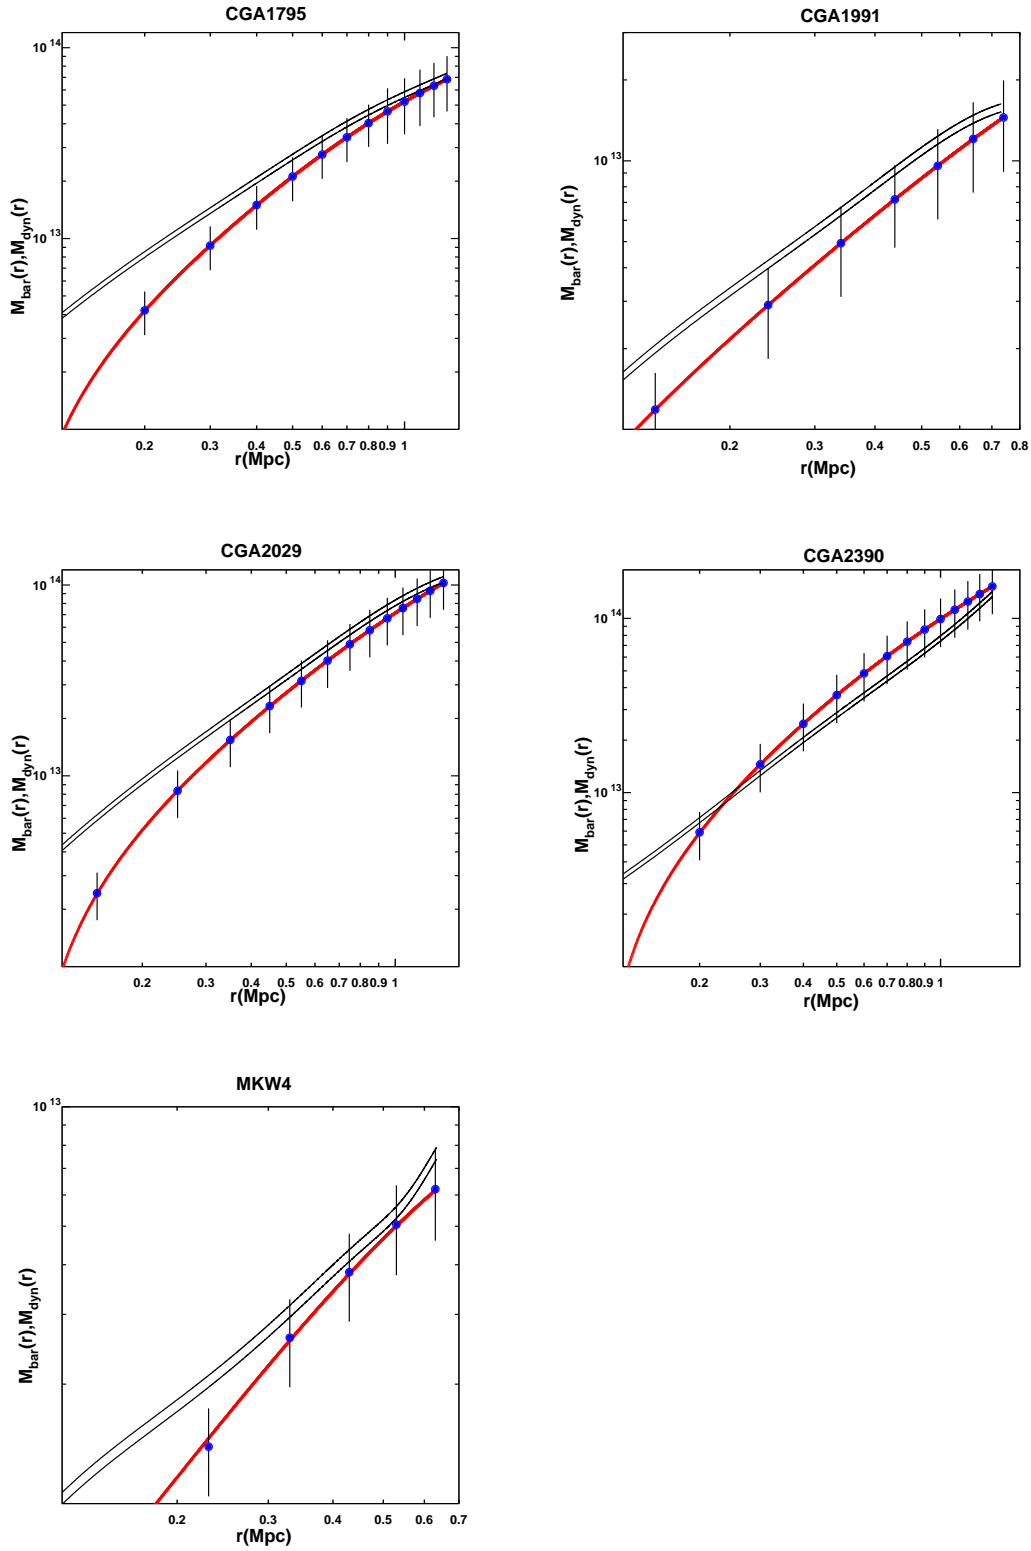 CGA1795
10^14
10^13
M_bar(r),M_dyn(r)
0.2 0.3 0.4 0.5 0.6 0.7 0.8 0.9 1
r(Mpc)
CGA1991
10^13
M_bar(r),M_dyn(r)
0.2 0.3 0.4 0.5 0.6 0.7 0.8
r(Mpc)
CGA2029
10^14
10^13
M_bar(r),M_dyn(r)
0.2 0.3 0.4 0.5 0.6 0.7 0.8 0.9 1
r(Mpc)
CGA2390
10^14
10^13
M_bar(r),M_dyn(r)
0.2 0.3 0.4 0.5 0.6 0.7 0.8 0.9 1
r(Mpc)
MKW4
10^13
M_bar(r),M_dyn(r)
0.2 0.3 0.4 0.5 0.6 0.7
r(Mpc)